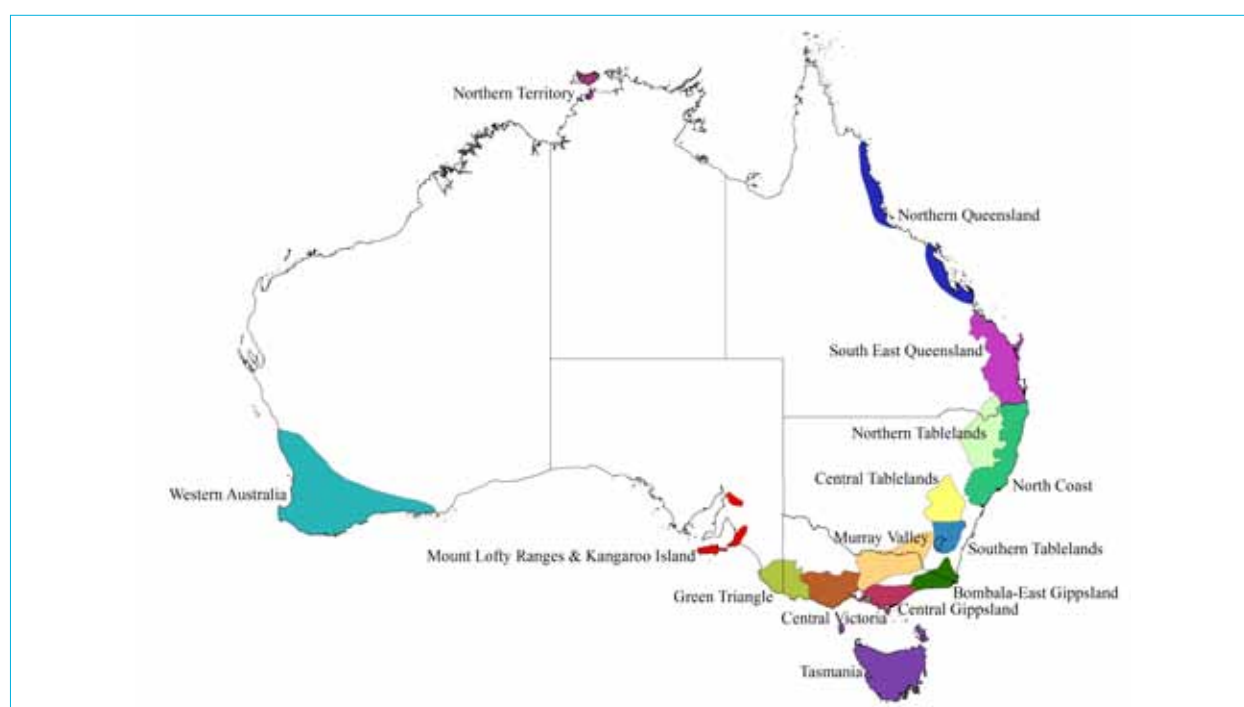 Northern Territory
Northern Queensland
South East Queensland
Northern Tablelands
Central Tablelands
North Coast
Western Australia
Murray Valley
Southern Tablelands
Mount Lofty Ranges & Kangaroo Island
Green Triangle
Bombala-East Gippsland
Central Gippsland
Central Victoria
Tasmania